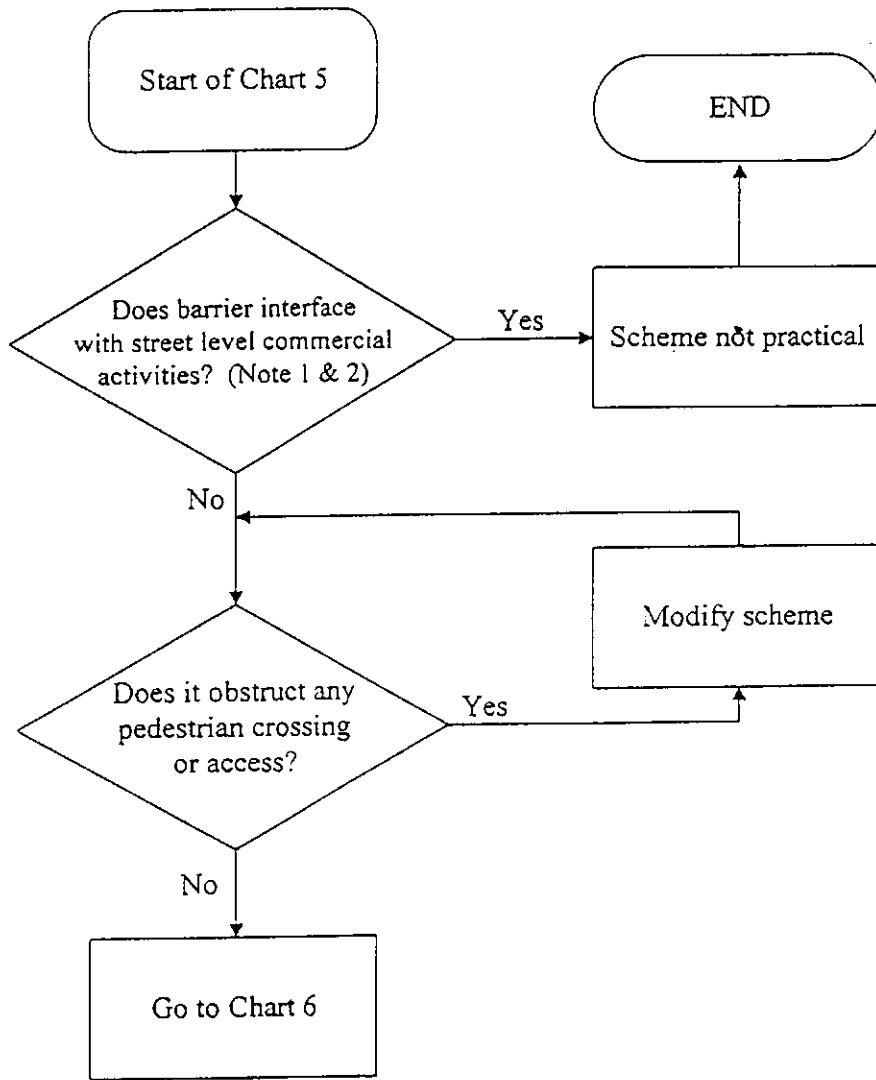 Start of Chart 5
END
Does barrier interface
with street level commercial
activities? (Note 1 & 2)
Yes
Scheme not practical
No
Modify scheme
Does it obstruct any
pedestrian crossing
or access?
Yes
No
Go to Chart 6